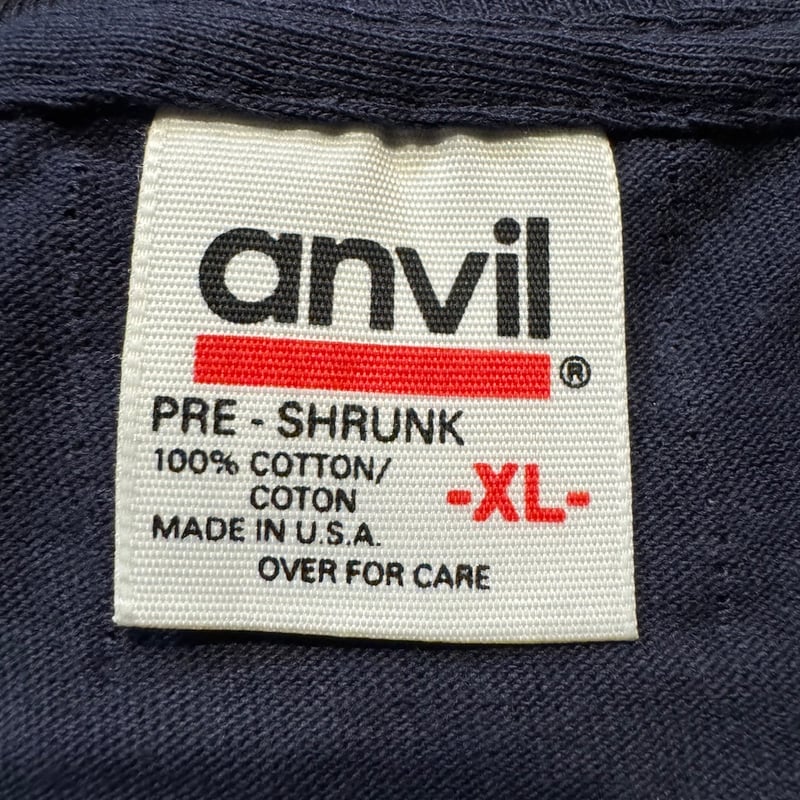 anvil®
PRE - SHRUNK
100% COTTON/
COTON
-XL-
MADE IN U.S.A.
OVER FOR CARE